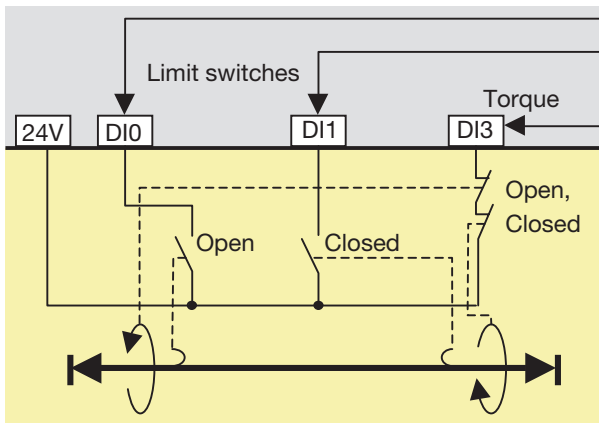 Limit switches
Torque
24V
DI0
DI1
DI3
Open,
Closed
Open
Closed